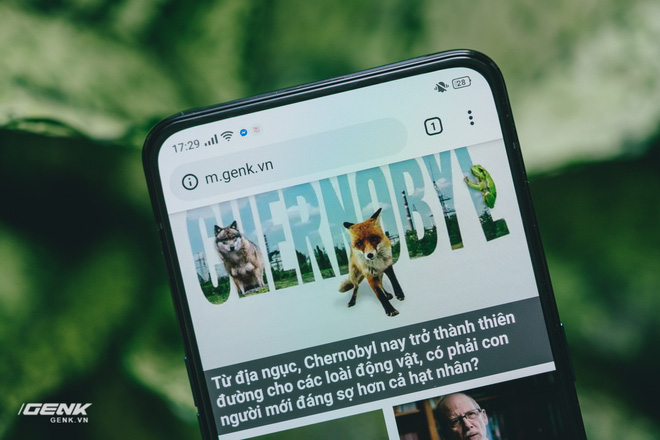 17:29
28
1
m.genk.vn
CHERNOBYL
Từ địa ngục, Chernobyl nay trở thành thiên
đường cho các loài động vật, có phải con
người mới đáng sợ hơn cả hạt nhân?
GENK
GENK.VN